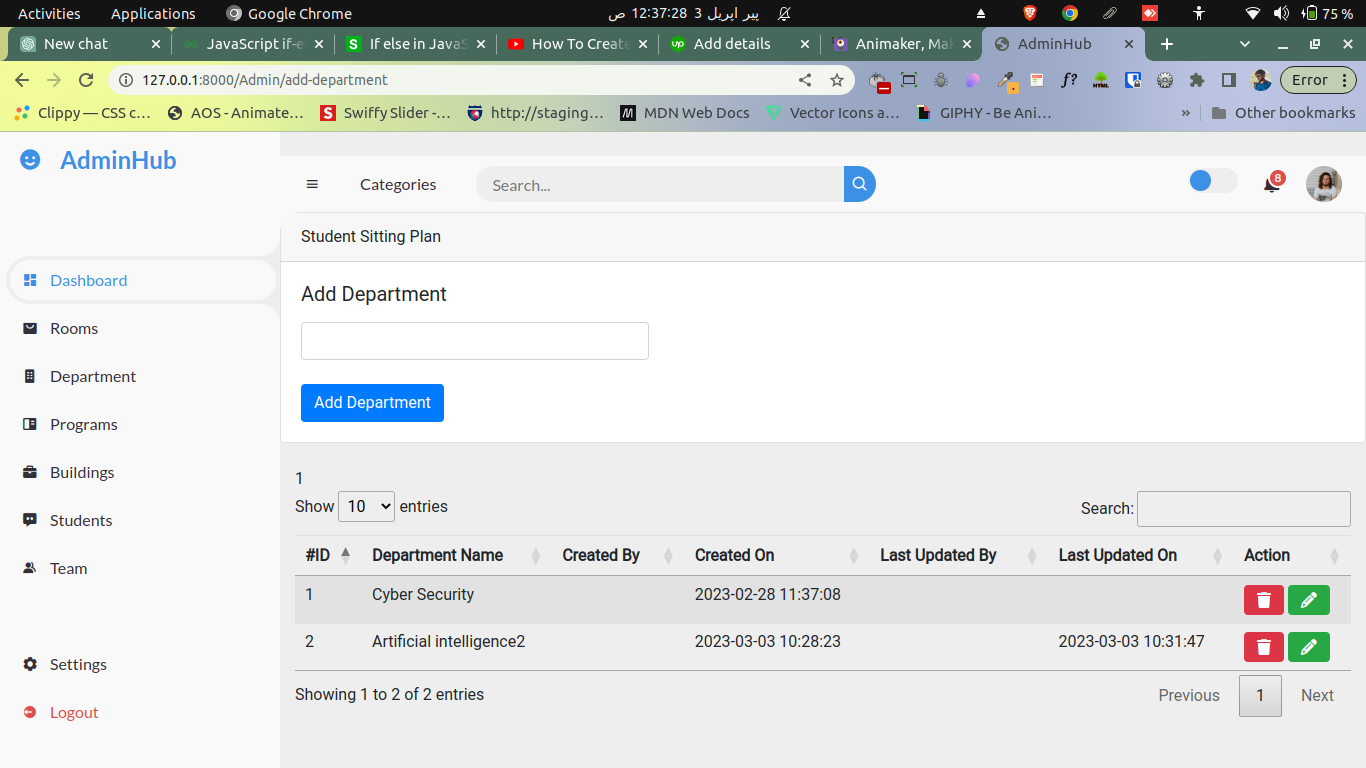 Activities Applications Google Chrome پیر اپریل 3 12:37:28 ص 75 %
New chat JavaScript if-e If else in JavaS How To Create Add details Animaker, Mak AdminHub
127.0.0.1:8000/Admin/add-department f? HTML Error
Clippy — CSS c... AOS - Animate... Swiffy Slider -... http://staging... MDN Web Docs Vector Icons a... GIPHY - Be Ani... » Other bookmarks
AdminHub
Categories Search... 8
Student Sitting Plan
Add Department
Add Department
Dashboard
Rooms
Department
Programs
Buildings
Students
Team
Settings
Logout
1
Show 10 entries Search:
#ID Department Name Created By Created On Last Updated By Last Updated On Action
1 Cyber Security 2023-02-28 11:37:08
2 Artificial intelligence2 2023-03-03 10:28:23 2023-03-03 10:31:47
Showing 1 to 2 of 2 entries Previous 1 Next